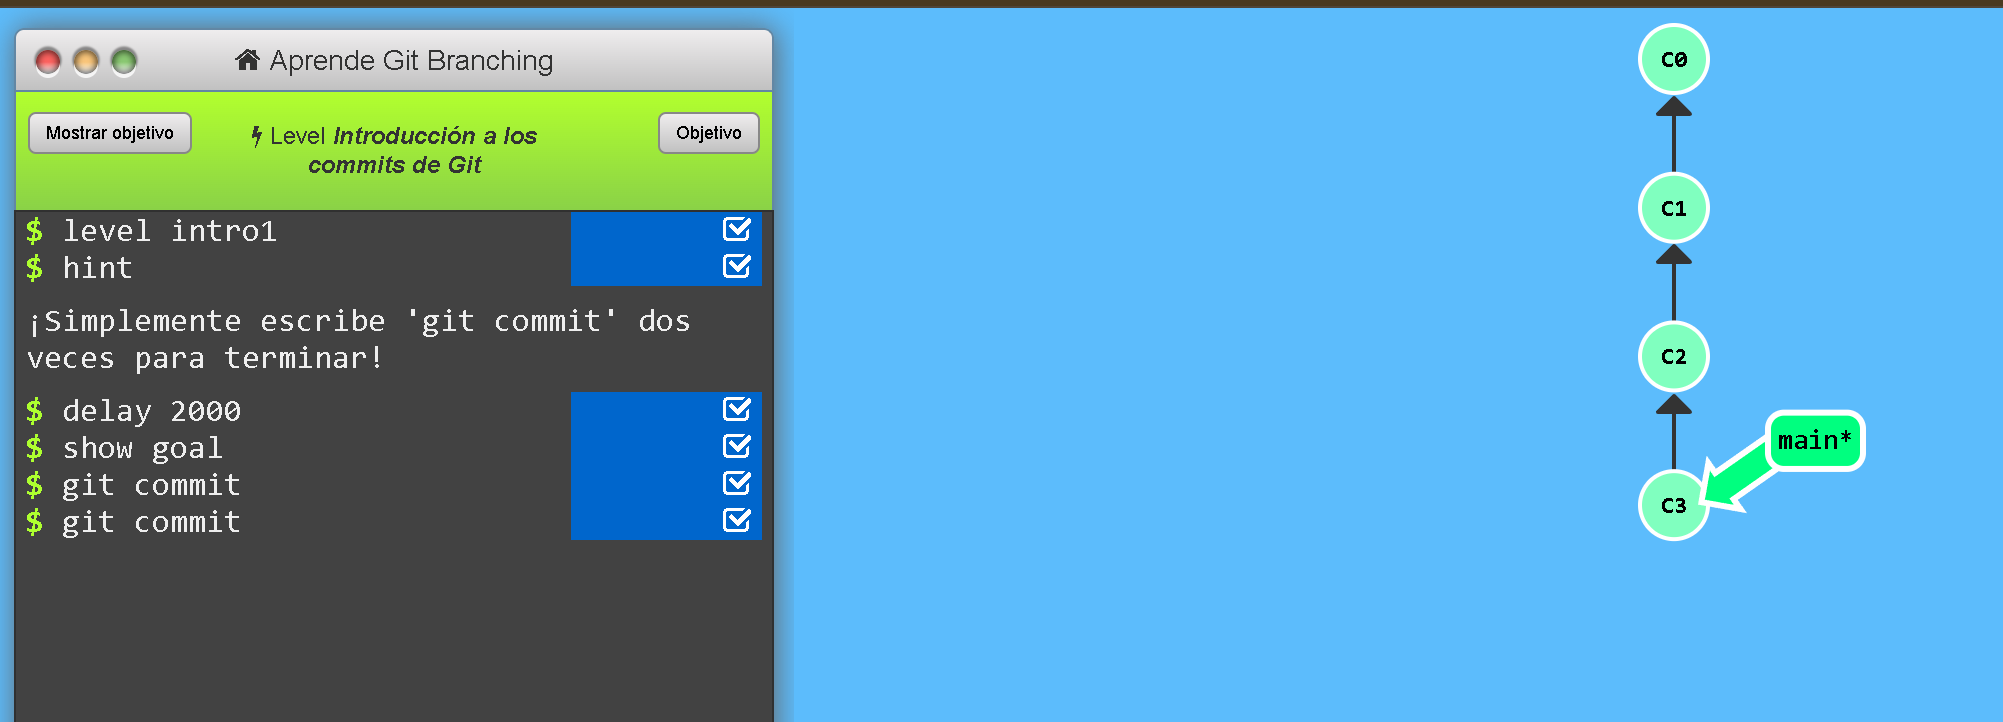 Aprende Git Branching
Mostrar objetivo
Level Introducción a los
commits de Git
Objetivo
$ level intro1
$ hint
¡Simplemente escribe 'git commit' dos
veces para terminar!
$ delay 2000
$ show goal
$ git commit
$ git commit
C0
C1
C2
main*
C3